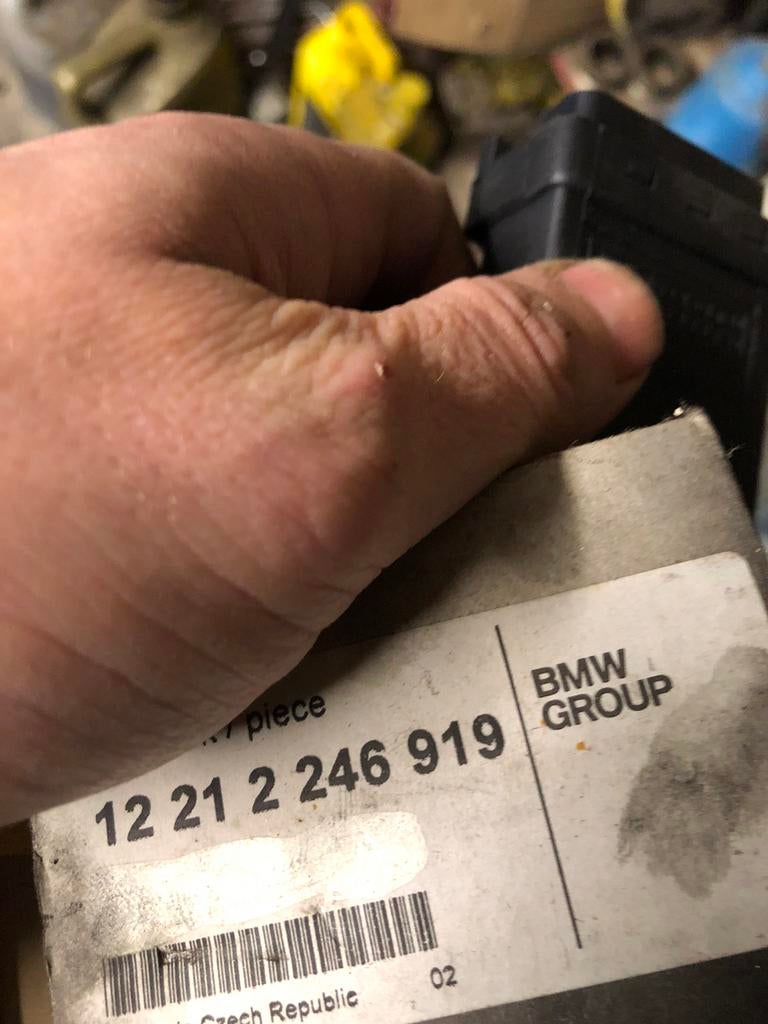 / piece
12 21 2 246 919
BMW
GROUP
Czech Republic
02